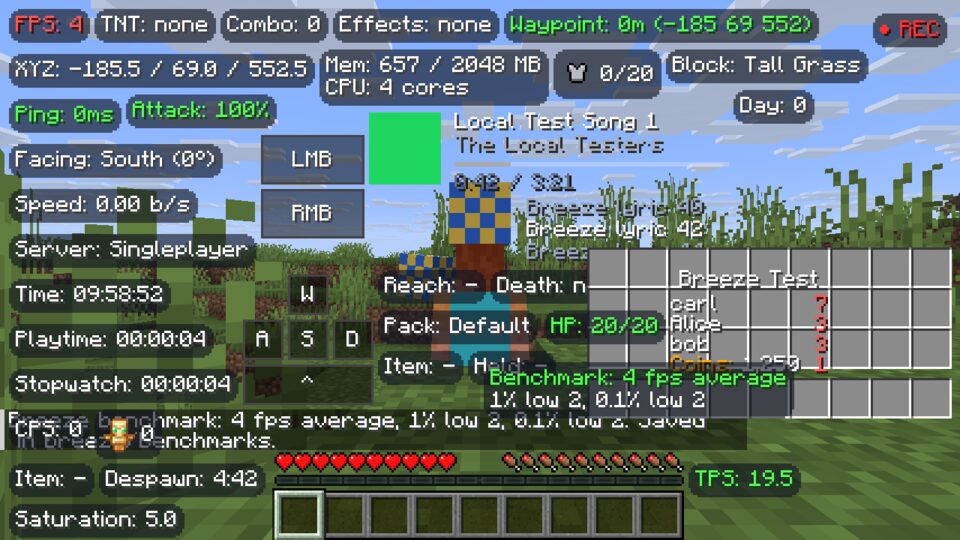 FPS: 4
TNT: none
Combo: 0
Effects: none
Waypoint: 0m (-185 69 552)
REC
XYZ: -185.5 / 69.0 / 552.5
Mem: 657 / 2048 MB
CPU: 4 cores
0/20
Block: Tall Grass
Ping: 0ms
Attack: 100%
Day: 0
Local Test Song 1
The Local Testers
0:42 / 3:21
Facing: South (0°)
LMB
Speed: 0.00 b/s
RMB
Breeze lyric 42
Breeze
Server: Singleplayer
Breeze Test
Reach: - Death: n
Time: 09:58:52
W
carl 7
Alice 3
Pack: Default
HP: 20/20
Playtime: 00:00:04
A S D
bob 3
Coins: 1,250 1
Item: - Held: -
Stopwatch: 00:00:04
^
Benchmark: 4 fps average
1% low 2, 0.1% low 2
Breeze benchmark: 4 fps average, 1% low 2, 0.1% low 2. Saved
CPS: 0
0
in breeze benchmarks.
Item: -
Despawn: 4:42
TPS: 19.5
Saturation: 5.0